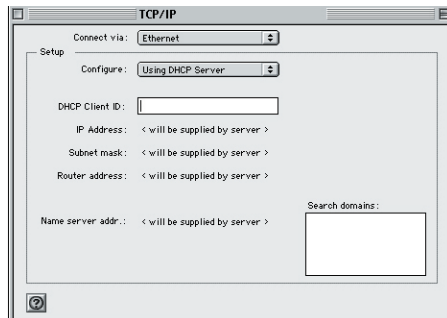 TCP/IP
Connect via: Ethernet
Setup
Configure: Using DHCP Server
DHCP Client ID:
IP Address: < will be supplied by server >
Subnet mask: < will be supplied by server >
Router address: < will be supplied by server >
Search domains:
Name server addr.: < will be supplied by server >
?